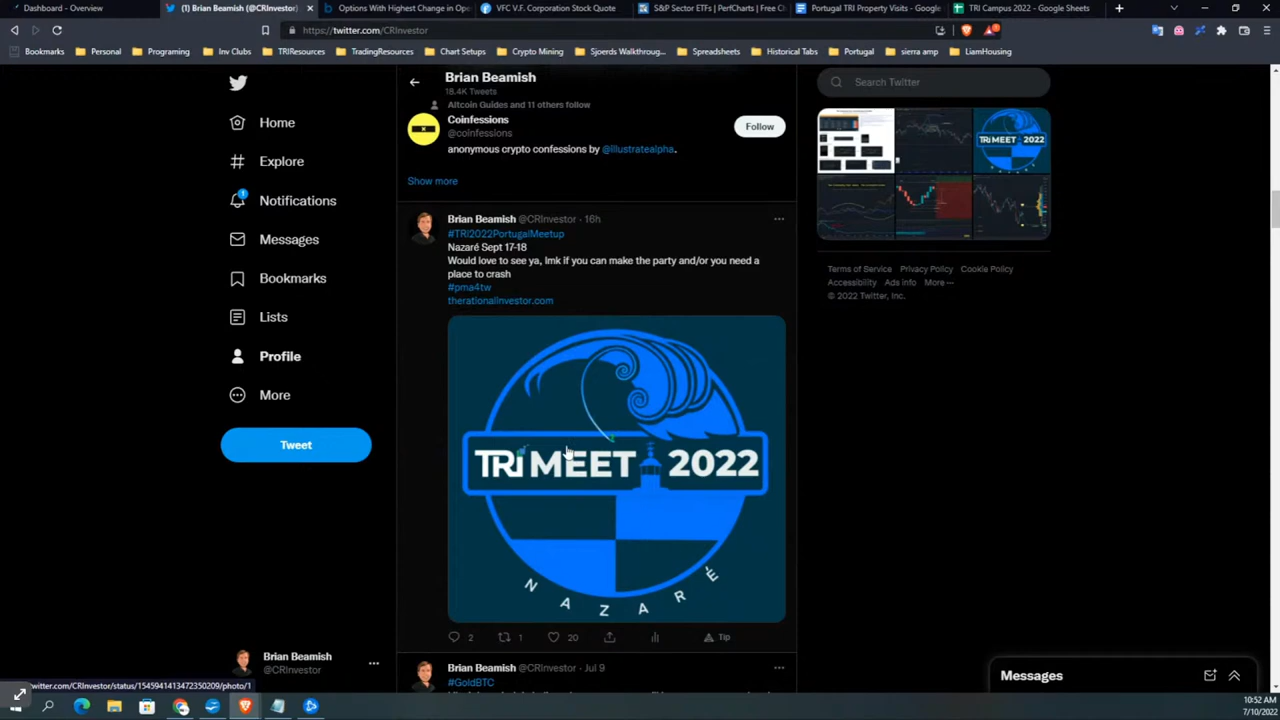 Dashboard - Overview
(1) Brian Beamish (@CRInvestor)
Options With Highest Change in Ope
VFC V.F. Corporation Stock Quote
S&P Sector ETFs | PerfCharts | Free C
Portugal TRI Property Visits - Google
TRI Campus 2022 - Google Sheets
https://twitter.com/CRInvestor
Bookmarks
Personal
Programing
Inv Clubs
TRIResources
TradingResources
Chart Setups
Crypto Mining
Sjoerds Walkthroug...
Spreadsheets
Historical Tabs
Portugal
sierra amp
LiamHousing
Home
Explore
1
Notifications
Messages
Bookmarks
Lists
Profile
More
Tweet
Brian Beamish
@CRInvestor
Brian Beamish
18.4K Tweets
Altcoin Guides and 11 others follow
Coinfessions
@coinfessions
Follow
anonymous crypto confessions by @illustratealpha.
Show more
Brian Beamish @CRInvestor · 16h
#TRi2022PortugalMeetup
Nazaré Sept 17-18
Would love to see ya, lmk if you can make the party and/or you need a
place to crash
#pma4tw
therationalinvestor.com
TRi MEET 2022
NAZARÉ
2
1
20
Tip
Brian Beamish @CRInvestor · Jul 9
#GoldBTC
Search Twitter
TRi MEET 2022
Terms of Service Privacy Policy Cookie Policy
Accessibility Ads info More ···
© 2022 Twitter, Inc.
Messages
twitter.com/CRInvestor/status/1545941413472350209/photo/1
10:52 AM
7/10/2022